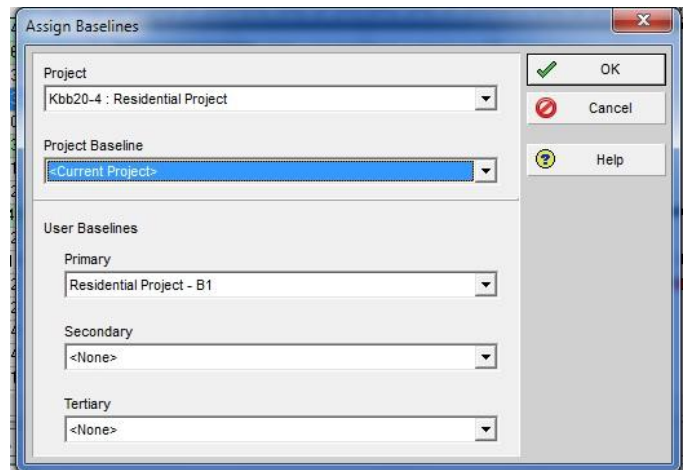 Assign Baselines
Project
Kbb20-4 : Residential Project
Project Baseline
<Current Project>
User Baselines
Primary
Residential Project - B1
Secondary
<None>
Tertiary
<None>
OK
Cancel
Help